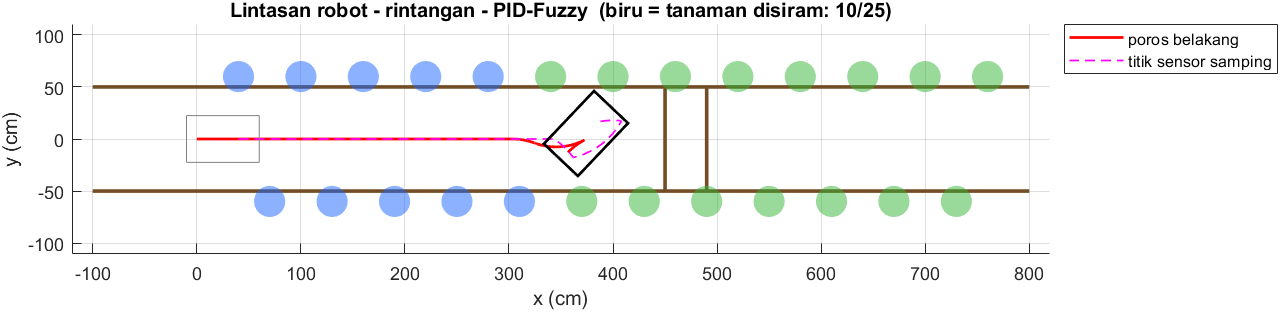 Lintasan robot - rintangan - PID-Fuzzy (biru = tanaman disiram: 10/25)
poros belakang
titik sensor samping
y (cm)
100
50
0
-50
-100
-100 0 100 200 300 400 500 600 700 800
x (cm)